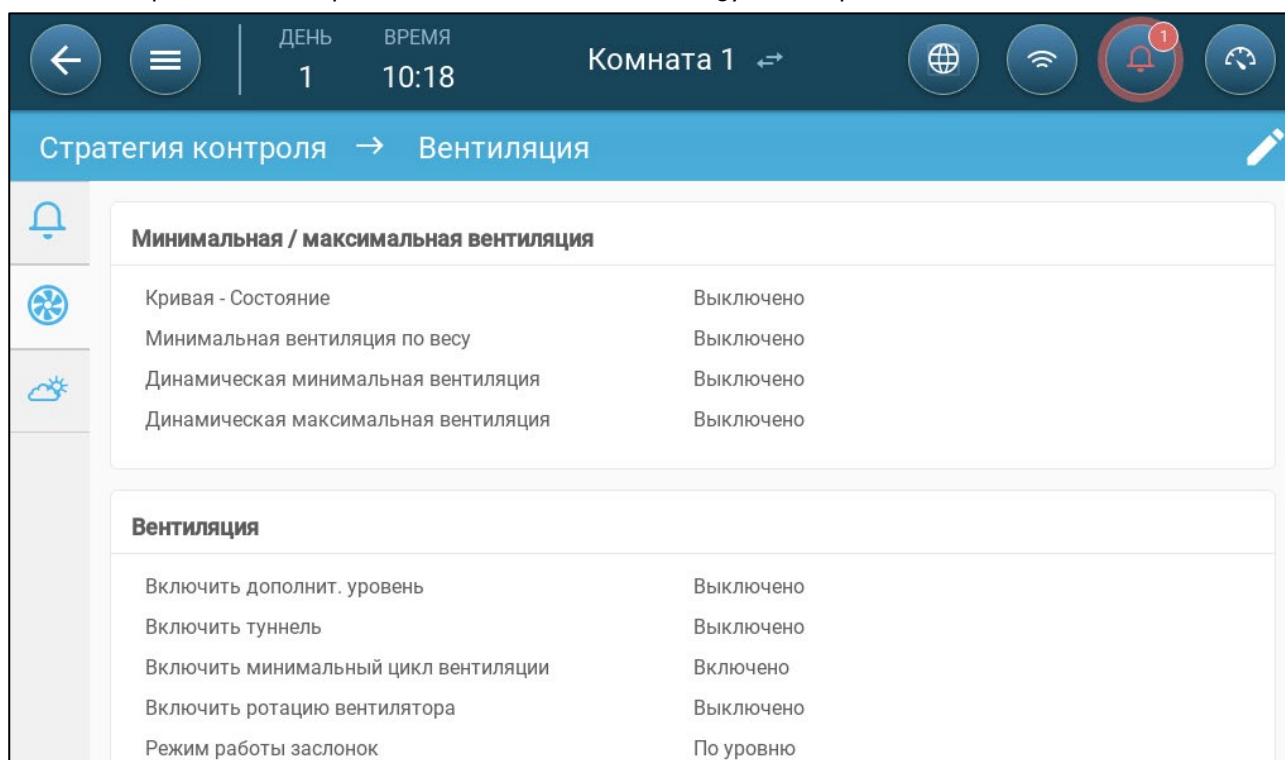 ДЕНЬ ВРЕМЯ
1 10:18 Комната 1
1
Стратегия контроля → Вентиляция
Минимальная / максимальная вентиляция
Кривая - Состояние Выключено
Минимальная вентиляция по весу Выключено
Динамическая минимальная вентиляция Выключено
Динамическая максимальная вентиляция Выключено
Вентиляция
Включить дополнит. уровень Выключено
Включить туннель Выключено
Включить минимальный цикл вентиляции Включено
Включить ротацию вентилятора Выключено
Режим работы заслонок По уровню